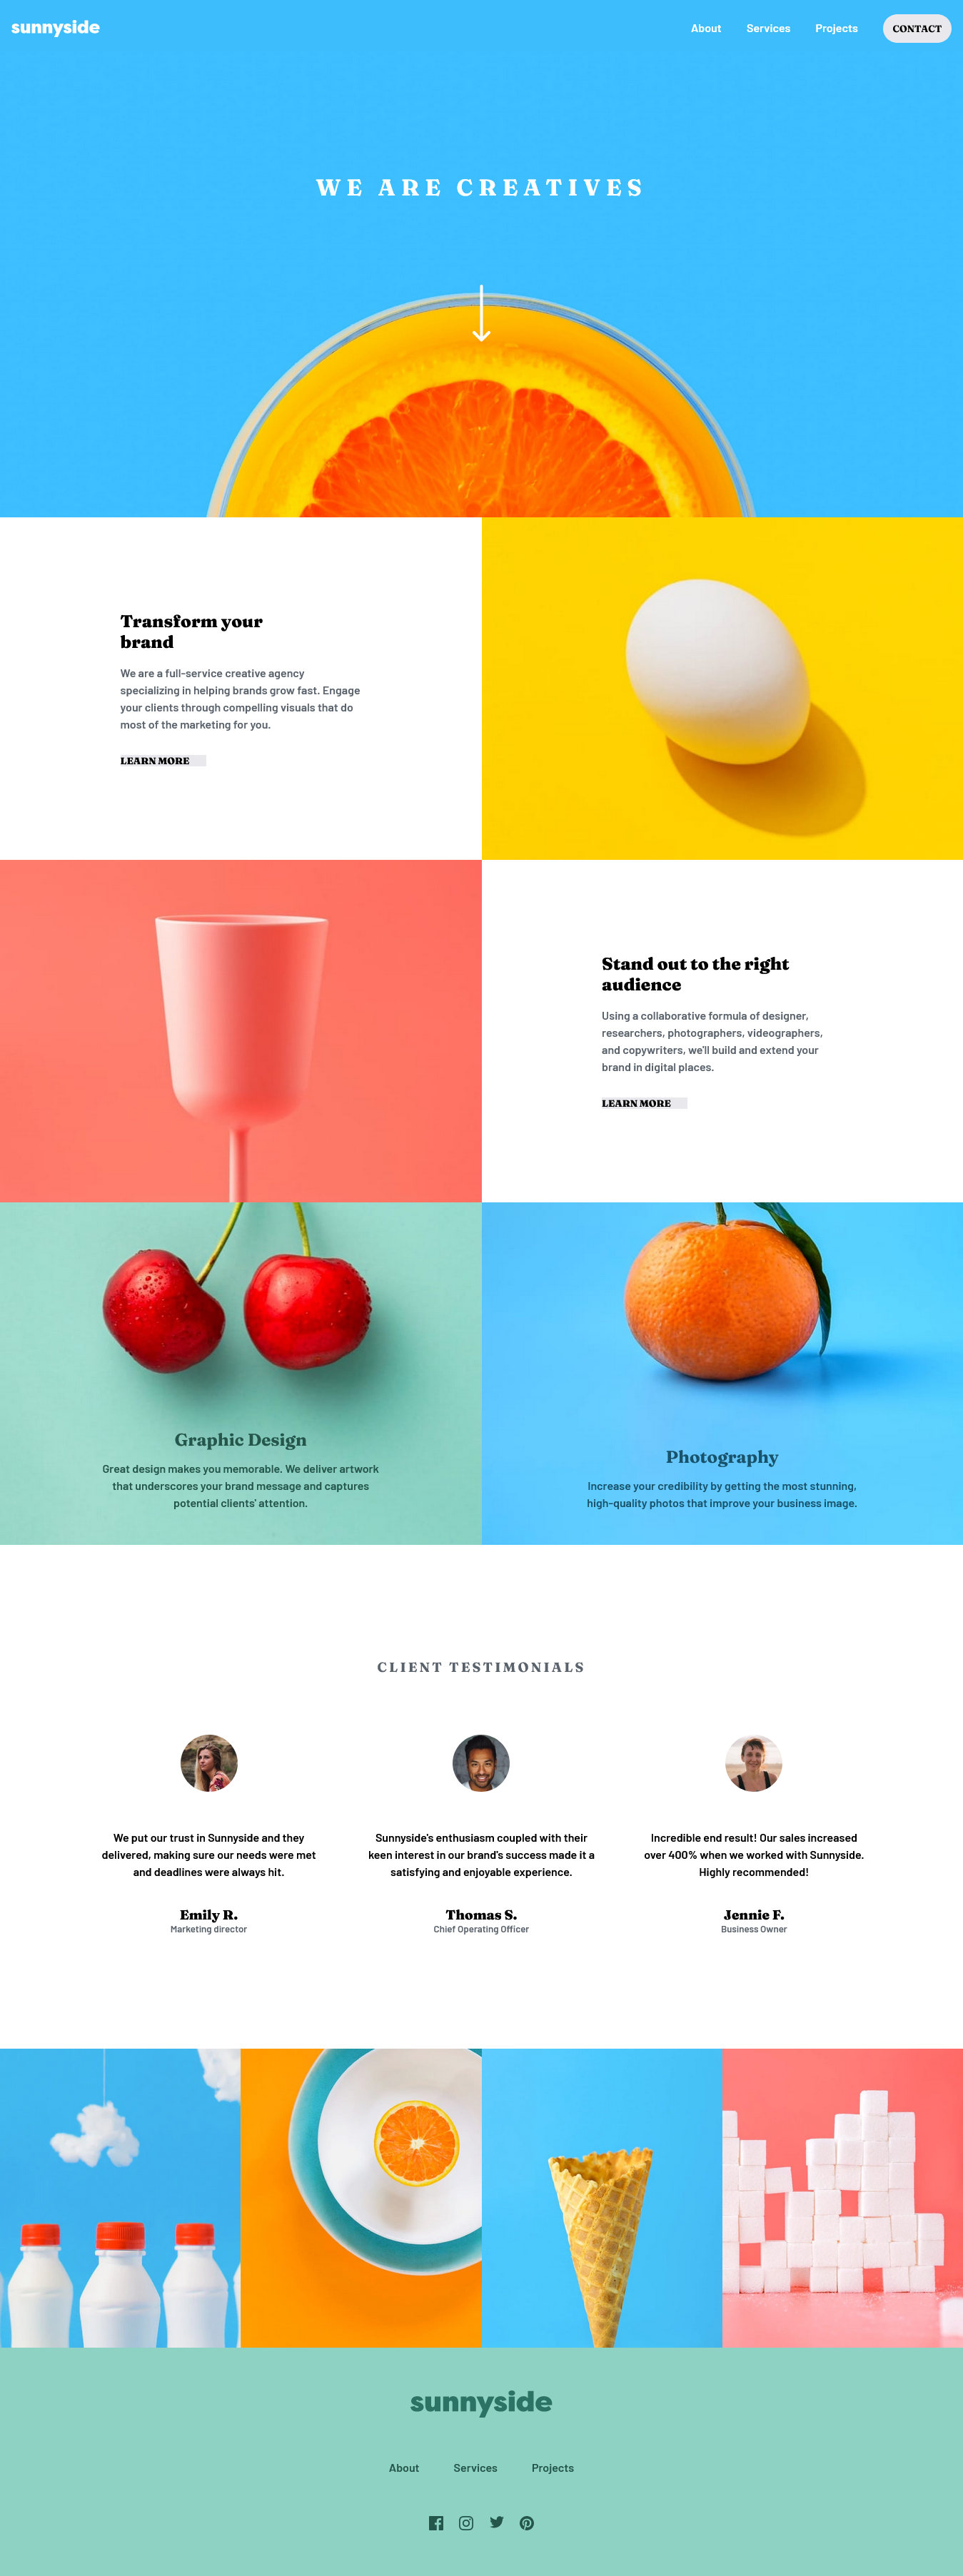 sunnyside
About Services Projects CONTACT
WE ARE CREATIVES
Transform your
brand
We are a full-service creative agency
specializing in helping brands grow fast. Engage
your clients through compelling visuals that do
most of the marketing for you.
LEARN MORE
Stand out to the right
audience
Using a collaborative formula of designer,
researchers, photographers, videographers,
and copywriters, we'll build and extend your
brand in digital places.
LEARN MORE
Graphic Design
Great design makes you memorable. We deliver artwork
that underscores your brand message and captures
potential clients' attention.
Photography
Increase your credibility by getting the most stunning,
high-quality photos that improve your business image.
CLIENT TESTIMONIALS
We put our trust in Sunnyside and they
delivered, making sure our needs were met
and deadlines were always hit.
Emily R.
Marketing director
Sunnyside's enthusiasm coupled with their
keen interest in our brand's success made it a
satisfying and enjoyable experience.
Thomas S.
Chief Operating Officer
Incredible end result! Our sales increased
over 400% when we worked with Sunnyside.
Highly recommended!
Jennie F.
Business Owner
sunnyside
About Services Projects